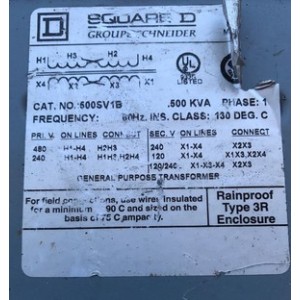 D SQUARE D
GROUPE SCHNEIDER
H1 H3 H2 H4
X4 X2 X3 X1
UL LISTED
CAT. NO. 600SV1B .500 KVA PHASE: 1
FREQUENCY: 60Hz. INS. CLASS: 130 DEG. C
PRI. V ON LINES CONNECT SEC. V ON LINES CONNECT
480 H1-H4 H2H3 240 X1-X4 X2X3
240 H1-H4 H1H3,H2H4 120 X1-X4 X1X3,X2X4
120/240 X1-X4 X2X3
GENERAL PURPOSE TRANSFORMER
For field connections, use wires insulated
for a minimum 90 C and sized on the
basis of 75 C ampacity.
Rainproof
Type 3R
Enclosure